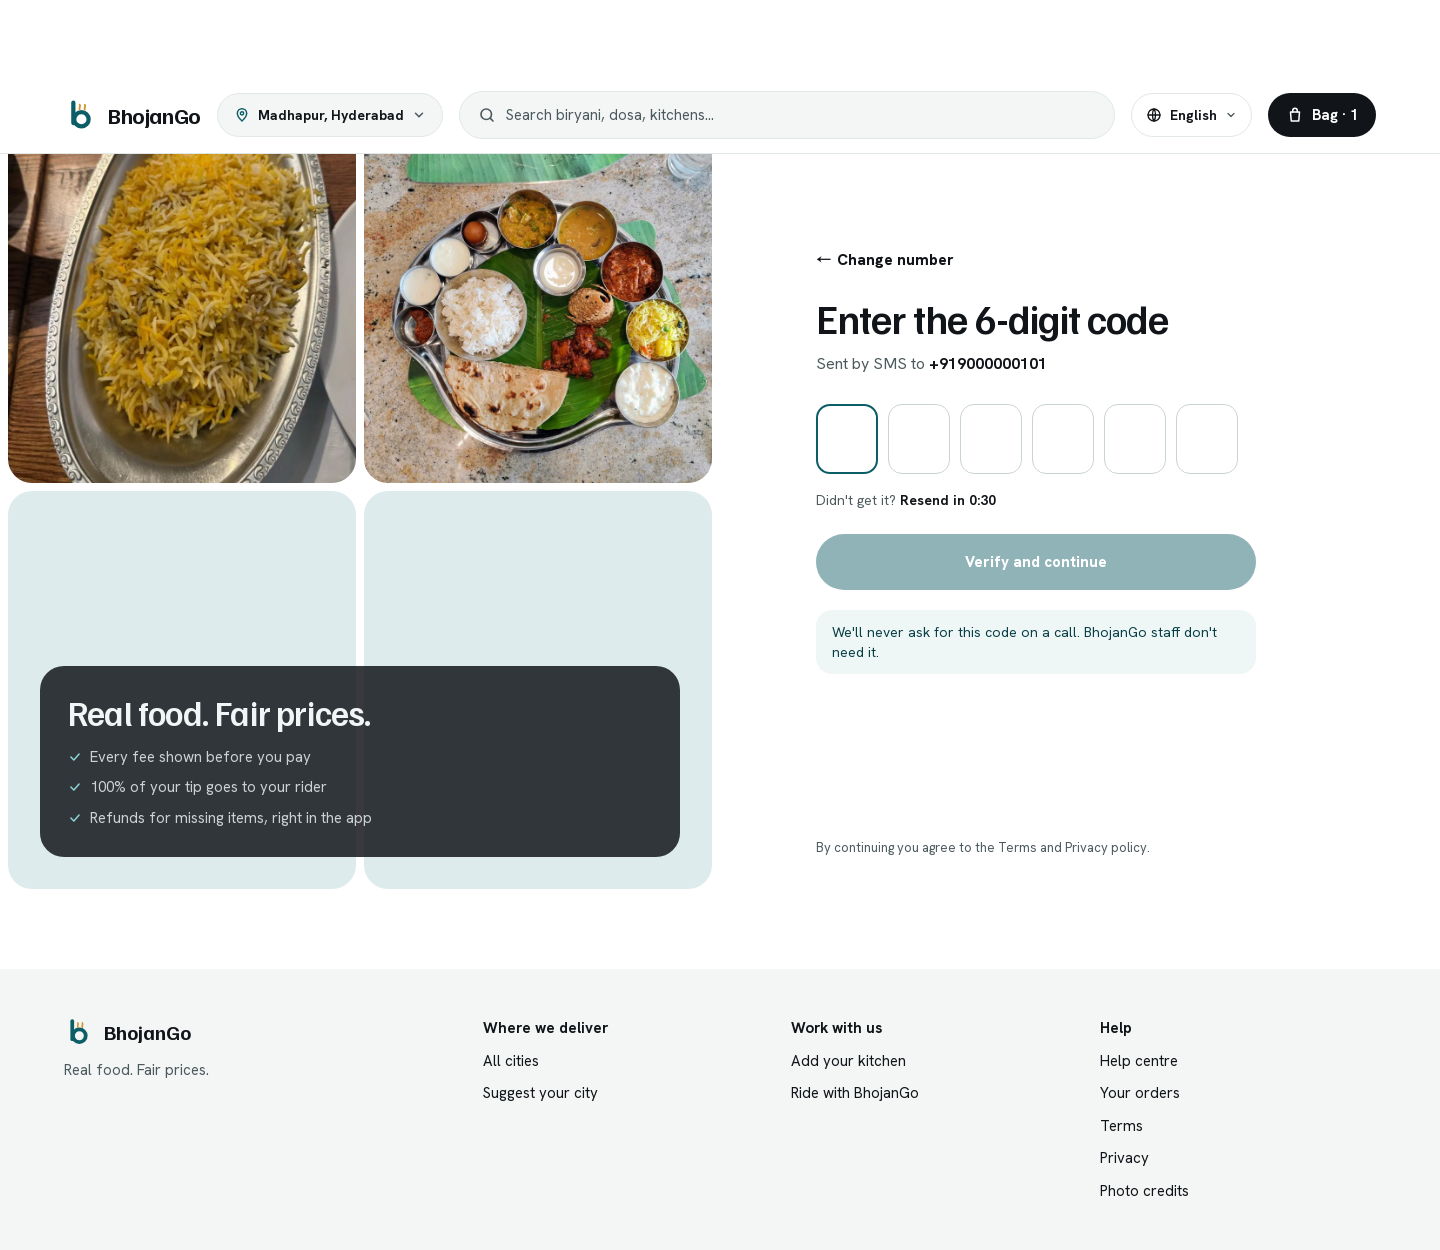 BhojanGo
Madhapur, Hyderabad
Search biryani, dosa, kitchens...
English
Bag · 1
← Change number
Enter the 6-digit code
Sent by SMS to +919000000101
Didn't get it? Resend in 0:30
Verify and continue
We'll never ask for this code on a call. BhojanGo staff don't
need it.
Real food. Fair prices.
Every fee shown before you pay
100% of your tip goes to your rider
Refunds for missing items, right in the app
By continuing you agree to the Terms and Privacy policy.
BhojanGo
Real food. Fair prices.
Where we deliver
All cities
Suggest your city
Work with us
Add your kitchen
Ride with BhojanGo
Help
Help centre
Your orders
Terms
Privacy
Photo credits